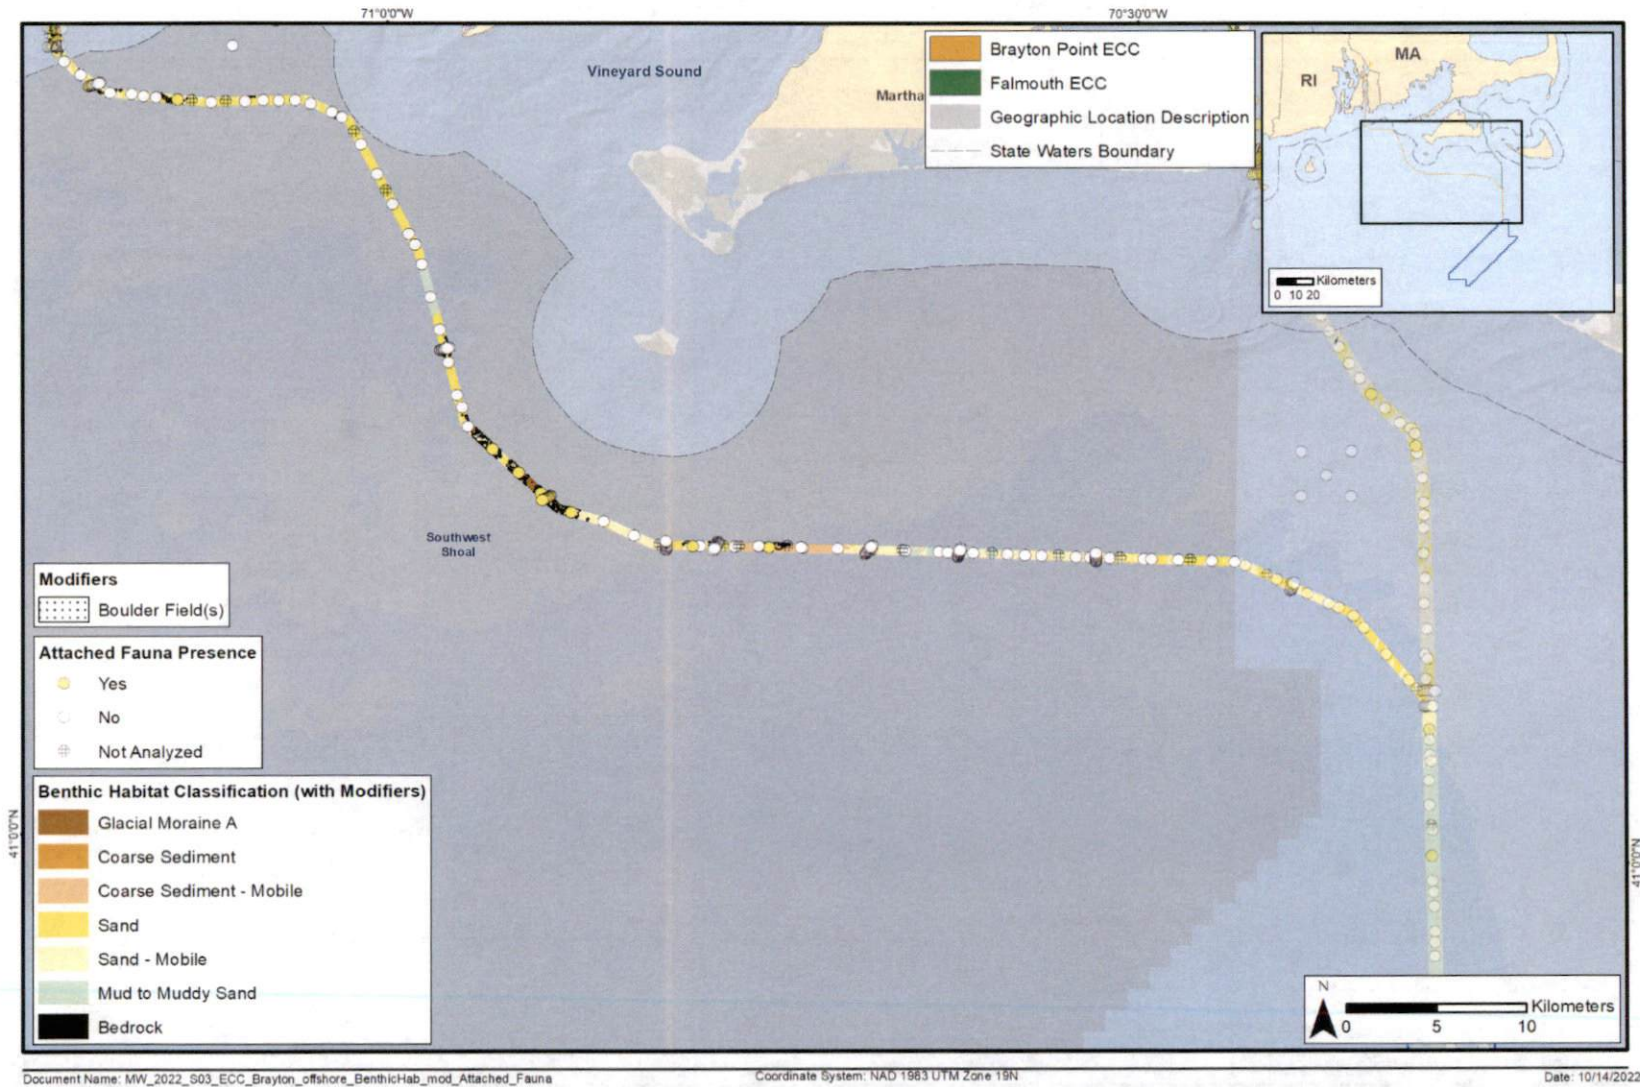 71°0'0"W
70°30'0"W
Vineyard Sound
Martha
Brayton Point ECC
Falmouth ECC
Geographic Location Description
State Waters Boundary
MA
RI
Kilometers
0 10 20
Southwest
Shoal
Modifiers
Boulder Field(s)
Attached Fauna Presence
Yes
No
Not Analyzed
Benthic Habitat Classification (with Modifiers)
Glacial Moraine A
Coarse Sediment
Coarse Sediment - Mobile
Sand
Sand - Mobile
Mud to Muddy Sand
Bedrock
41°0'0"N
41°0'0"N
N
Kilometers
0 5 10
Document Name: MW_2022_S03_ECC_Brayton_offshore_BenthicHab_mod_Attached_Fauna
Coordinate System: NAD 1983 UTM Zone 19N
Date: 10/14/2022